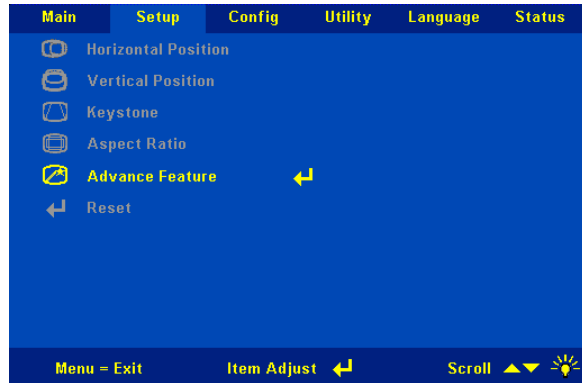 Main Setup Config Utility Language Status
Horizontal Position
Vertical Position
Keystone
Aspect Ratio
Advance Feature
Reset
Menu = Exit Item Adjust Scroll